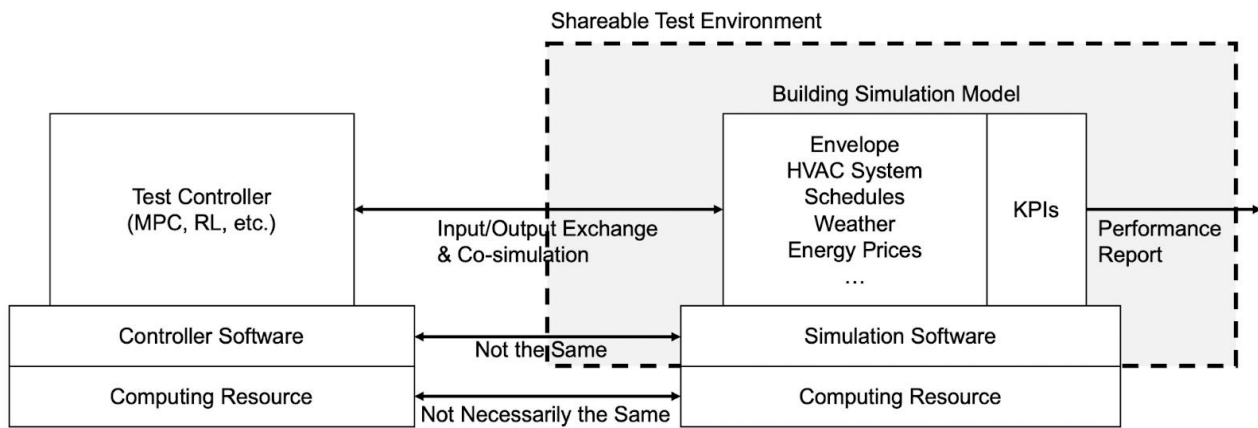 Shareable Test Environment
Building Simulation Model
Test Controller
(MPC, RL, etc.)
Input/Output Exchange
& Co-simulation
Envelope
HVAC System
Schedules
Weather
Energy Prices
...
KPIs
Performance
Report
Controller Software
Not the Same
Simulation Software
Computing Resource
Not Necessarily the Same
Computing Resource